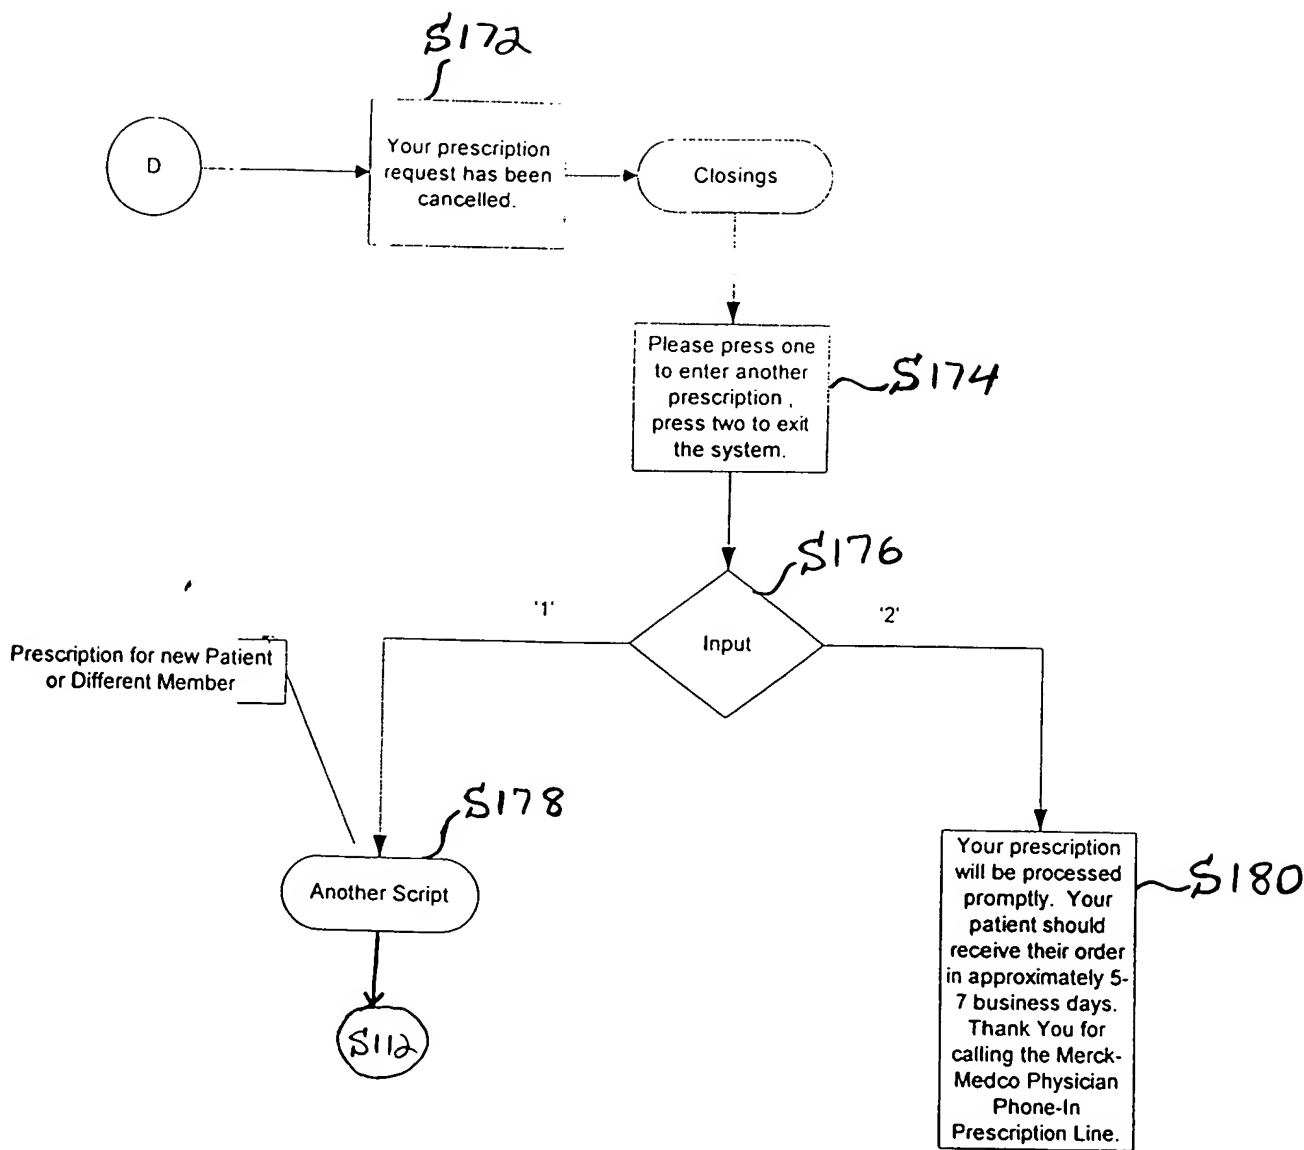 S172
D
Your prescription
request has been
cancelled.
Closings
Please press one
to enter another
prescription ,
press two to exit
the system.
S174
S176
'1'
Input
'2'
Prescription for new Patient
or Different Member
S178
Another Script
S112
Your prescription
will be processed
promptly. Your
patient should
receive their order
in approximately 5-
7 business days.
Thank You for
calling the Merck-
Medco Physician
Phone-In
Prescription Line.
S180